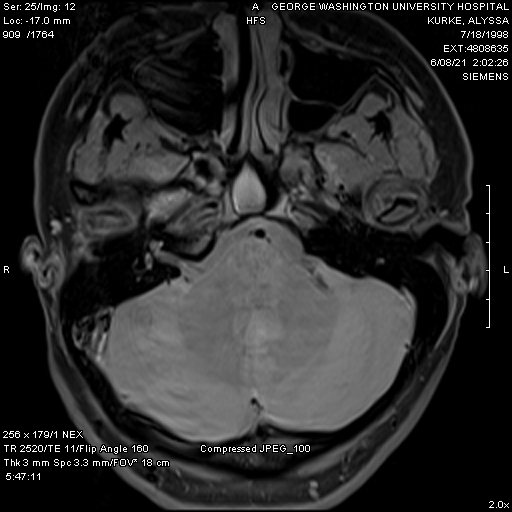 Ser: 25/Img: 12
Loc: -17.0 mm
909 /1764
A GEORGE WASHINGTON UNIVERSITY HOSPITAL
HFS KURKE, ALYSSA
7/18/1998
EXT:4808635
6/08/21 2:02:26
SIEMENS
R
L
256 x 179/1 NEX
TR 2520/TE 11/Flip Angle 160
Compressed JPEG_100
Thk 3 mm Spc 3.3 mm/FOV* 18 cm
5:47:11
2.0x